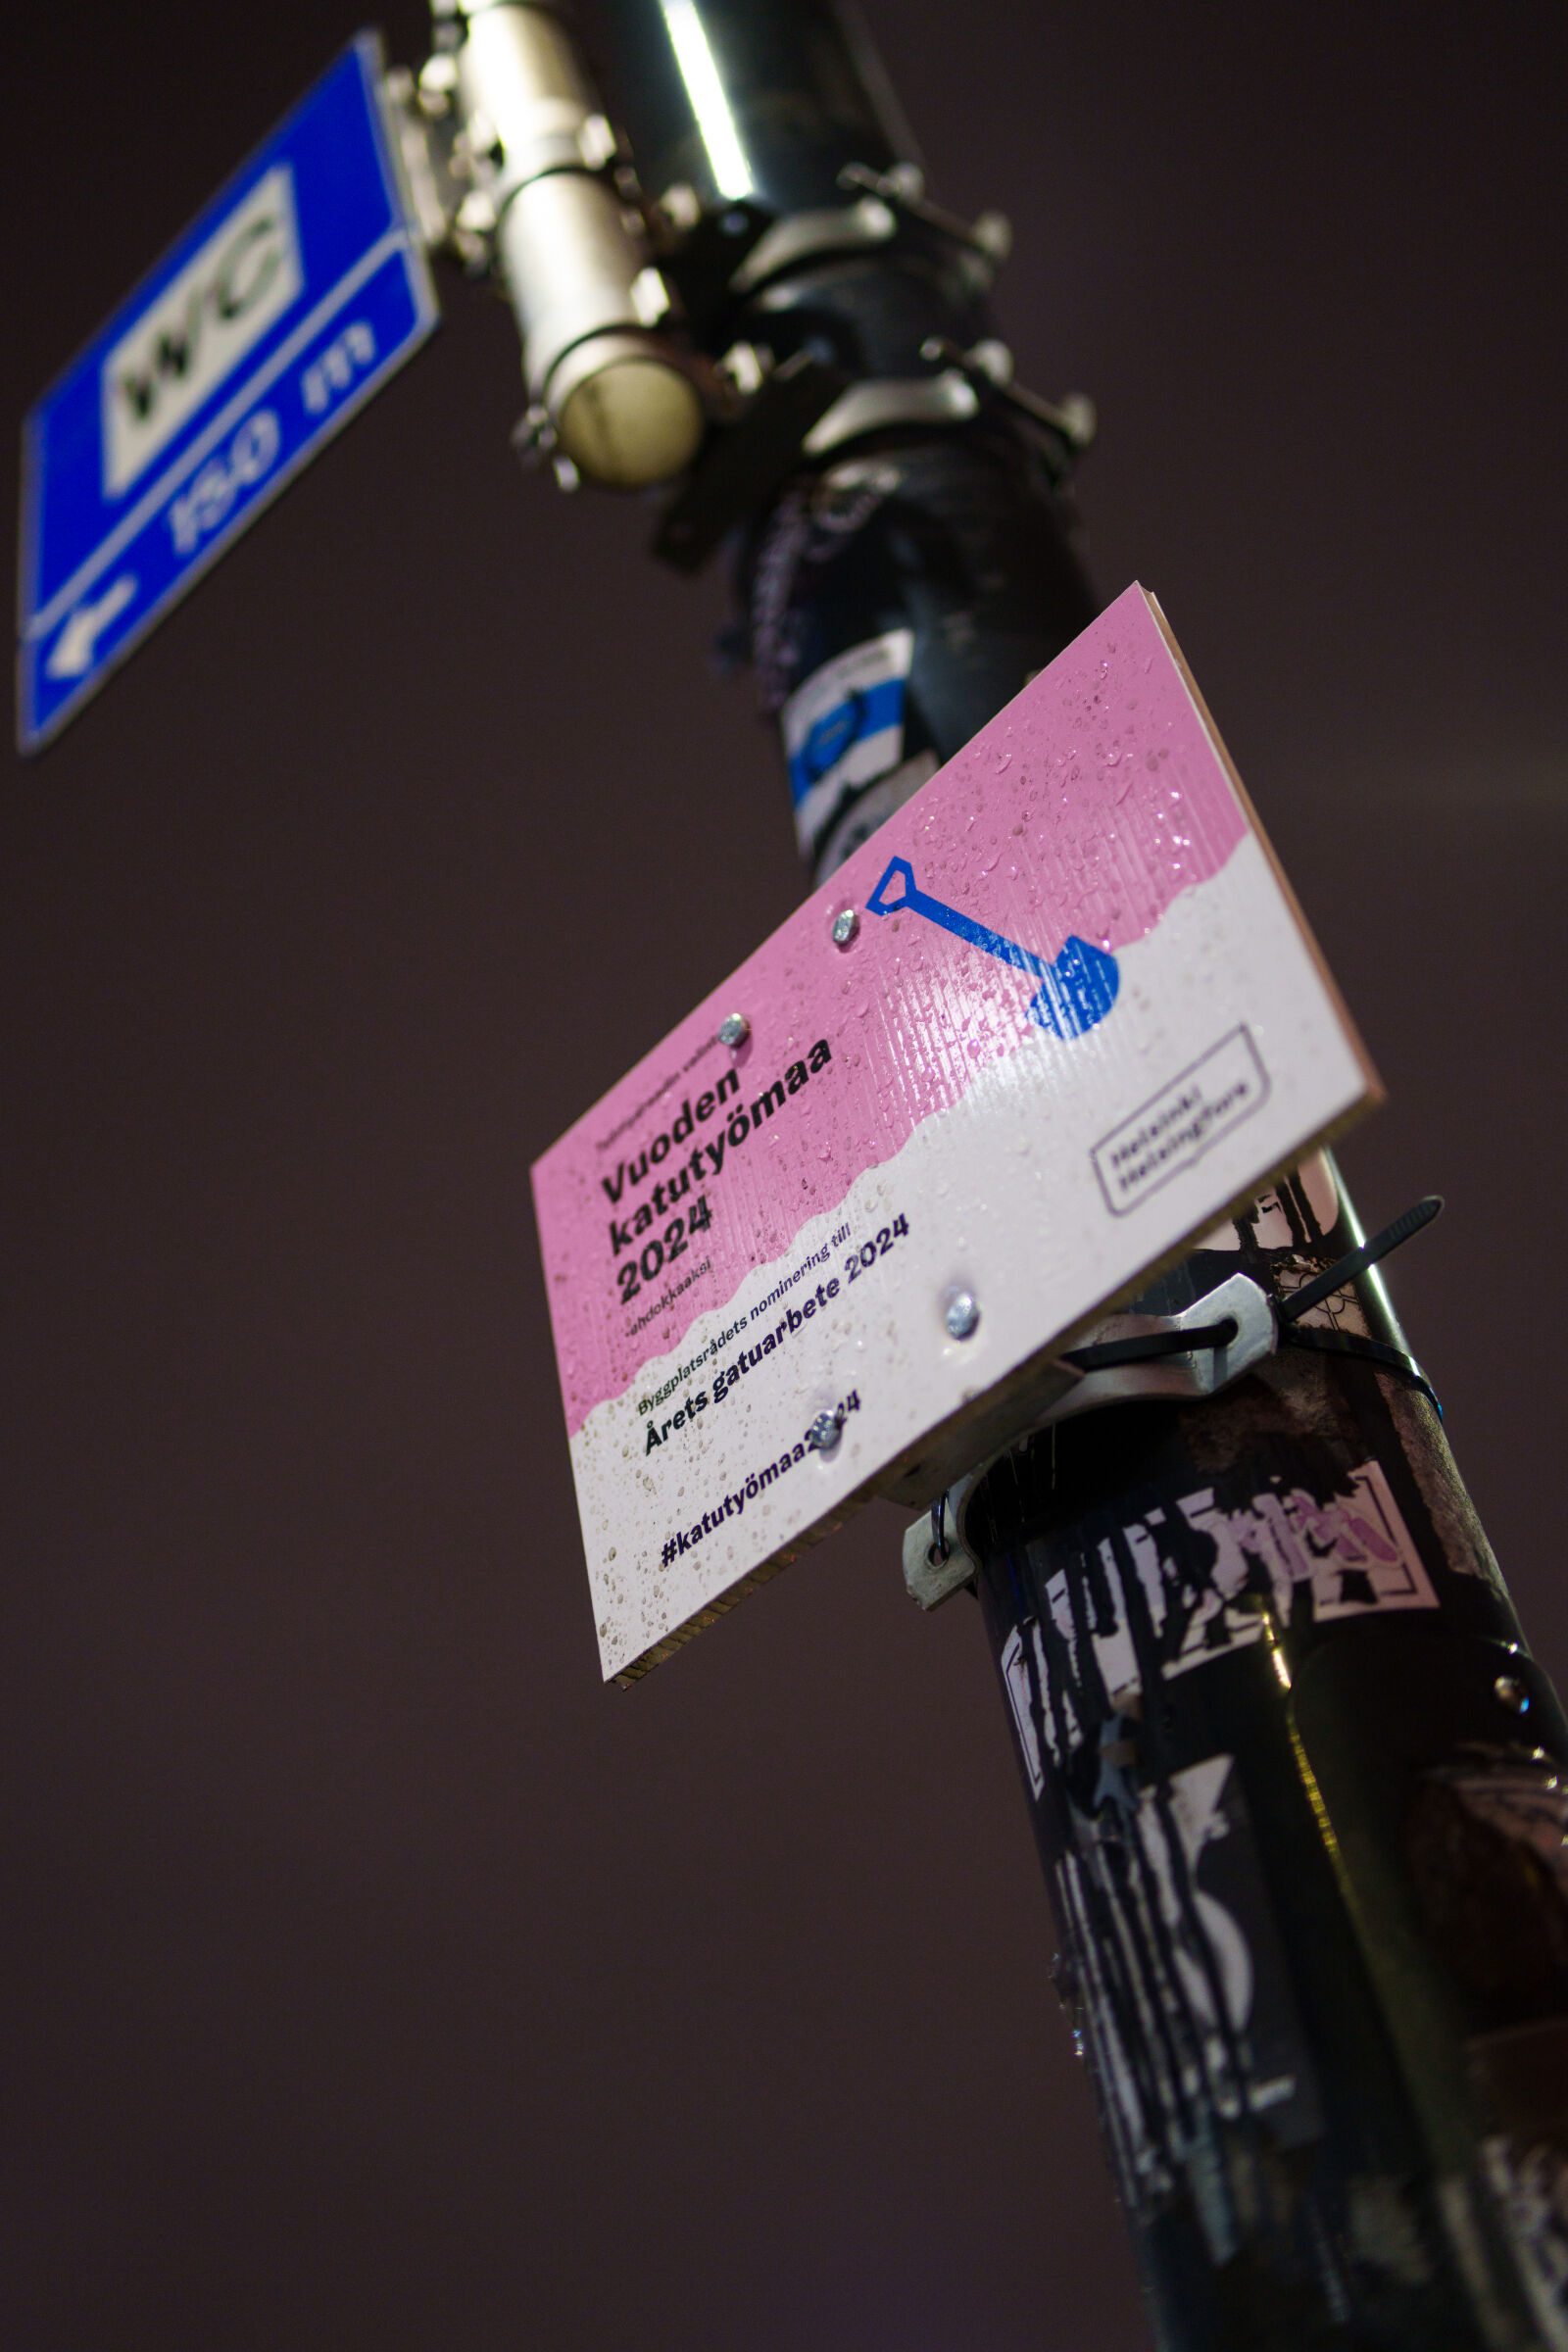 WC
150 m
Vuoden
katutyömaa
2024
-ehdokkaaksi
Byggplatsrådets nominering till
Årets gatuarbete 2024
#katutyömaa2024
Helsinki
Helsingfors